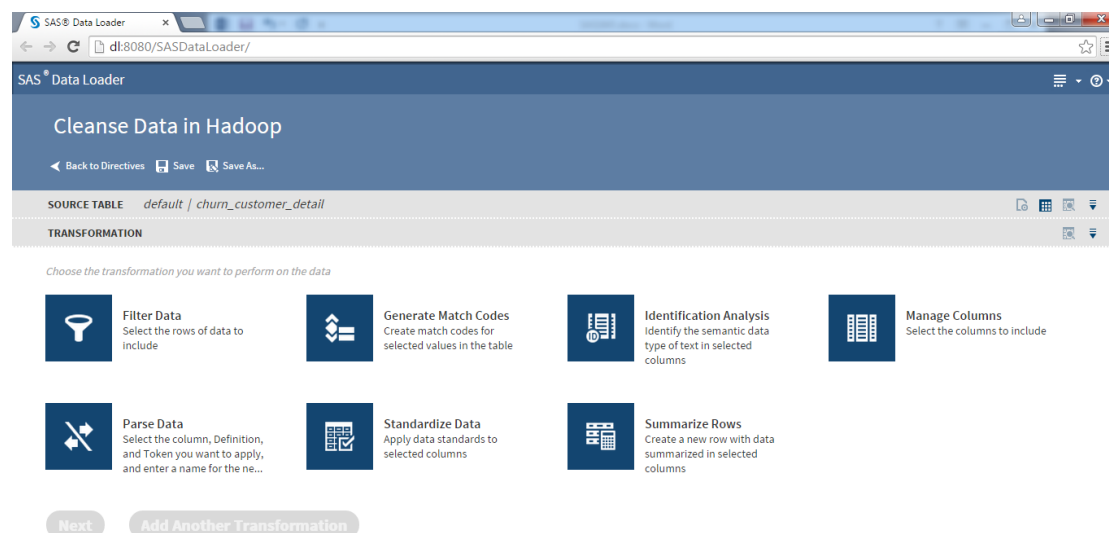 SAS® Data Loader
dl:8080/SASDataLoader/
SAS® Data Loader
Cleanse Data in Hadoop
Back to Directives Save Save As...
SOURCE TABLE default | churn_customer_detail
TRANSFORMATION
Choose the transformation you want to perform on the data
Filter Data
Select the rows of data to
include
Generate Match Codes
Create match codes for
selected values in the table
ID
Identification Analysis
Identify the semantic data
type of text in selected
columns
Manage Columns
Select the columns to include
Parse Data
Select the column, Definition,
and Token you want to apply,
and enter a name for the ne...
Standardize Data
Apply data standards to
selected columns
Summarize Rows
Create a new row with data
summarized in selected
columns
Next Add Another Transformation